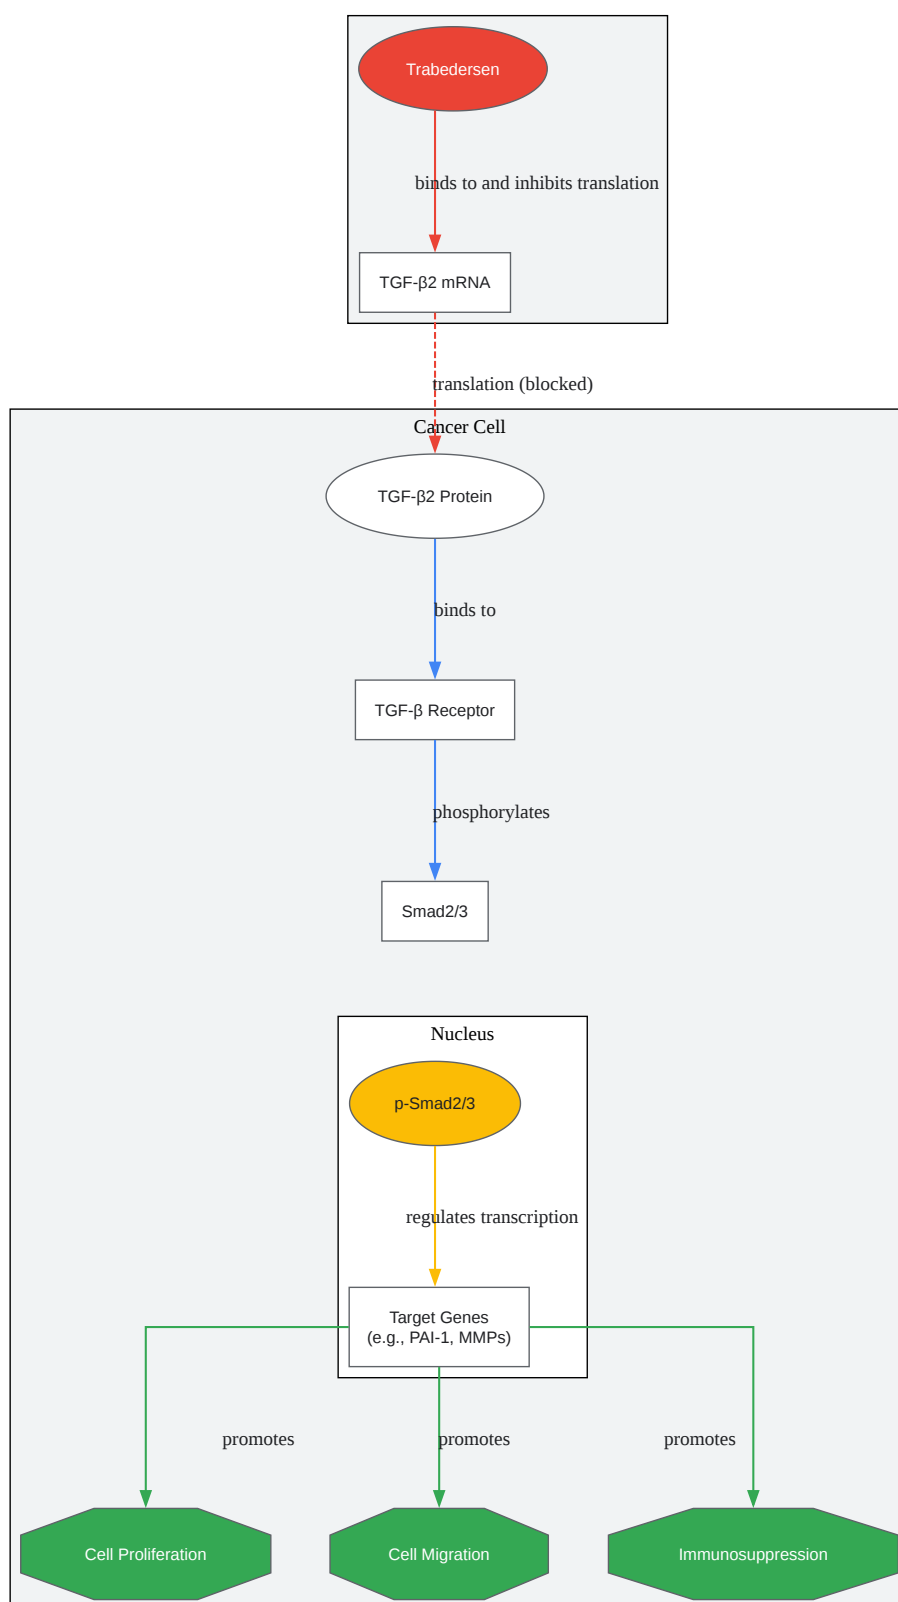 Trabedersen
binds to and inhibits translation
TGF-β2 mRNA
translation (blocked)
Cancer Cell
TGF-β2 Protein
binds to
TGF-β Receptor
phosphorylates
Smad2/3
Nucleus
p-Smad2/3
regulates transcription
Target Genes
(e.g., PAI-1, MMPs)
promotes
promotes
promotes
Cell Proliferation
Cell Migration
Immunosuppression